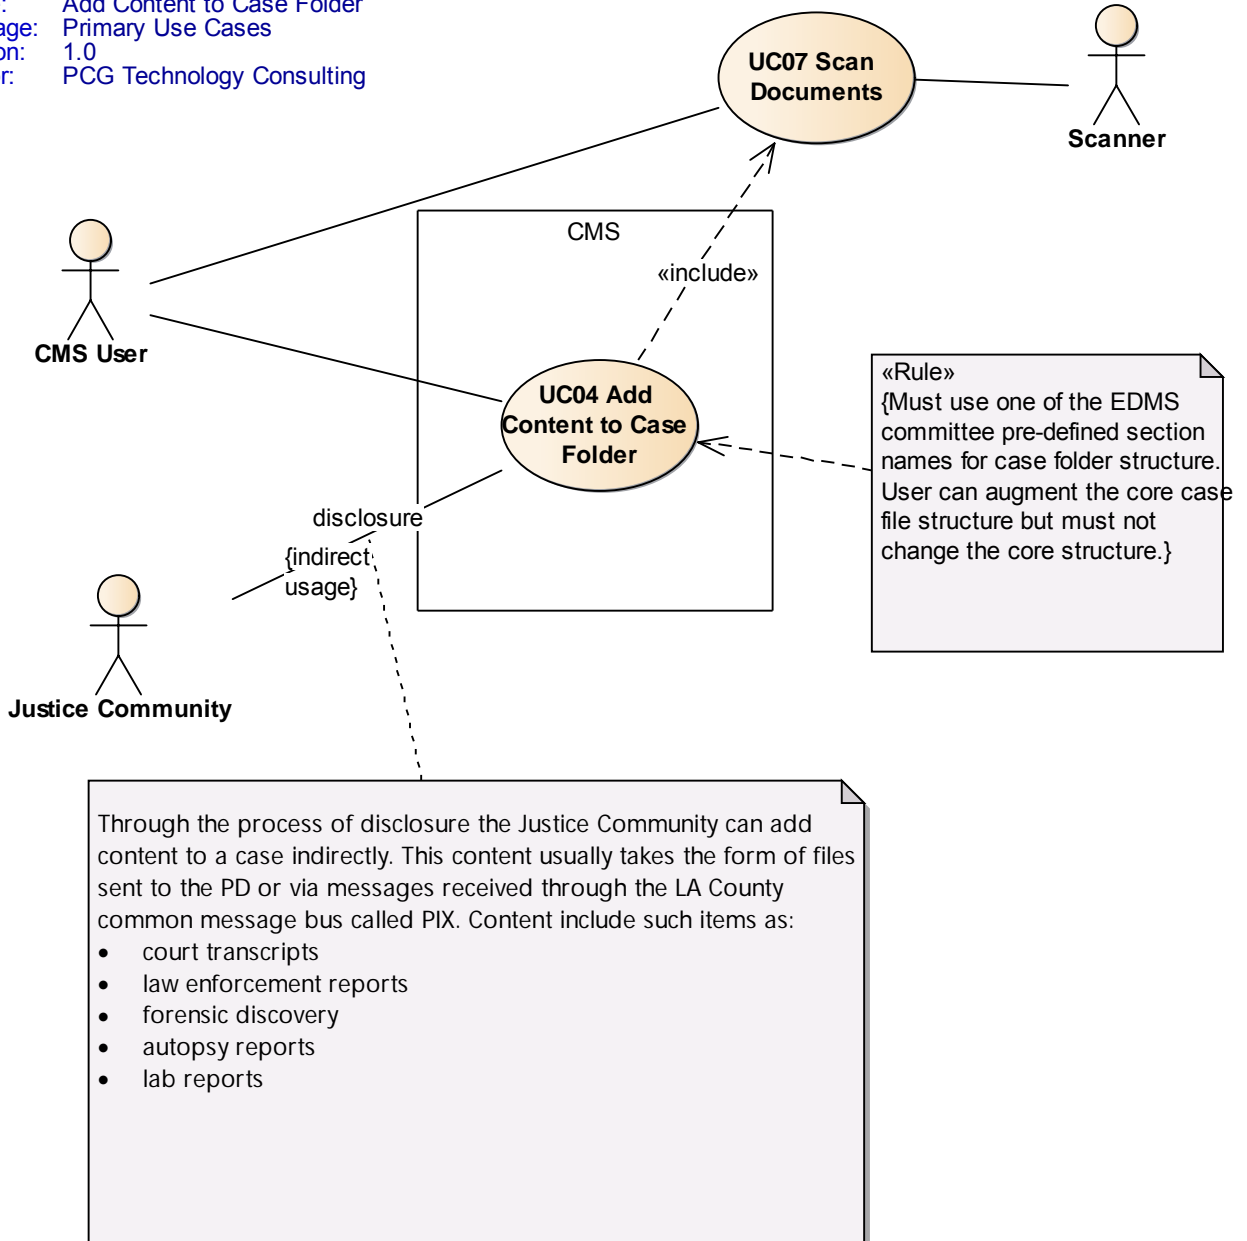 : Add Content to Case Folder
age: Primary Use Cases
on: 1.0
r: PCG Technology Consulting
UC07 Scan
Documents
Scanner
CMS
«include»
CMS User
UC04 Add
Content to Case
Folder
«Rule»
{Must use one of the EDMS
committee pre-defined section
names for case folder structure.
User can augment the core case
file structure but must not
change the core structure.}
disclosure
{indirect
usage}
Justice Community
Through the process of disclosure the Justice Community can add
content to a case indirectly. This content usually takes the form of files
sent to the PD or via messages received through the LA County
common message bus called PIX. Content include such items as:
• court transcripts
• law enforcement reports
• forensic discovery
• autopsy reports
• lab reports